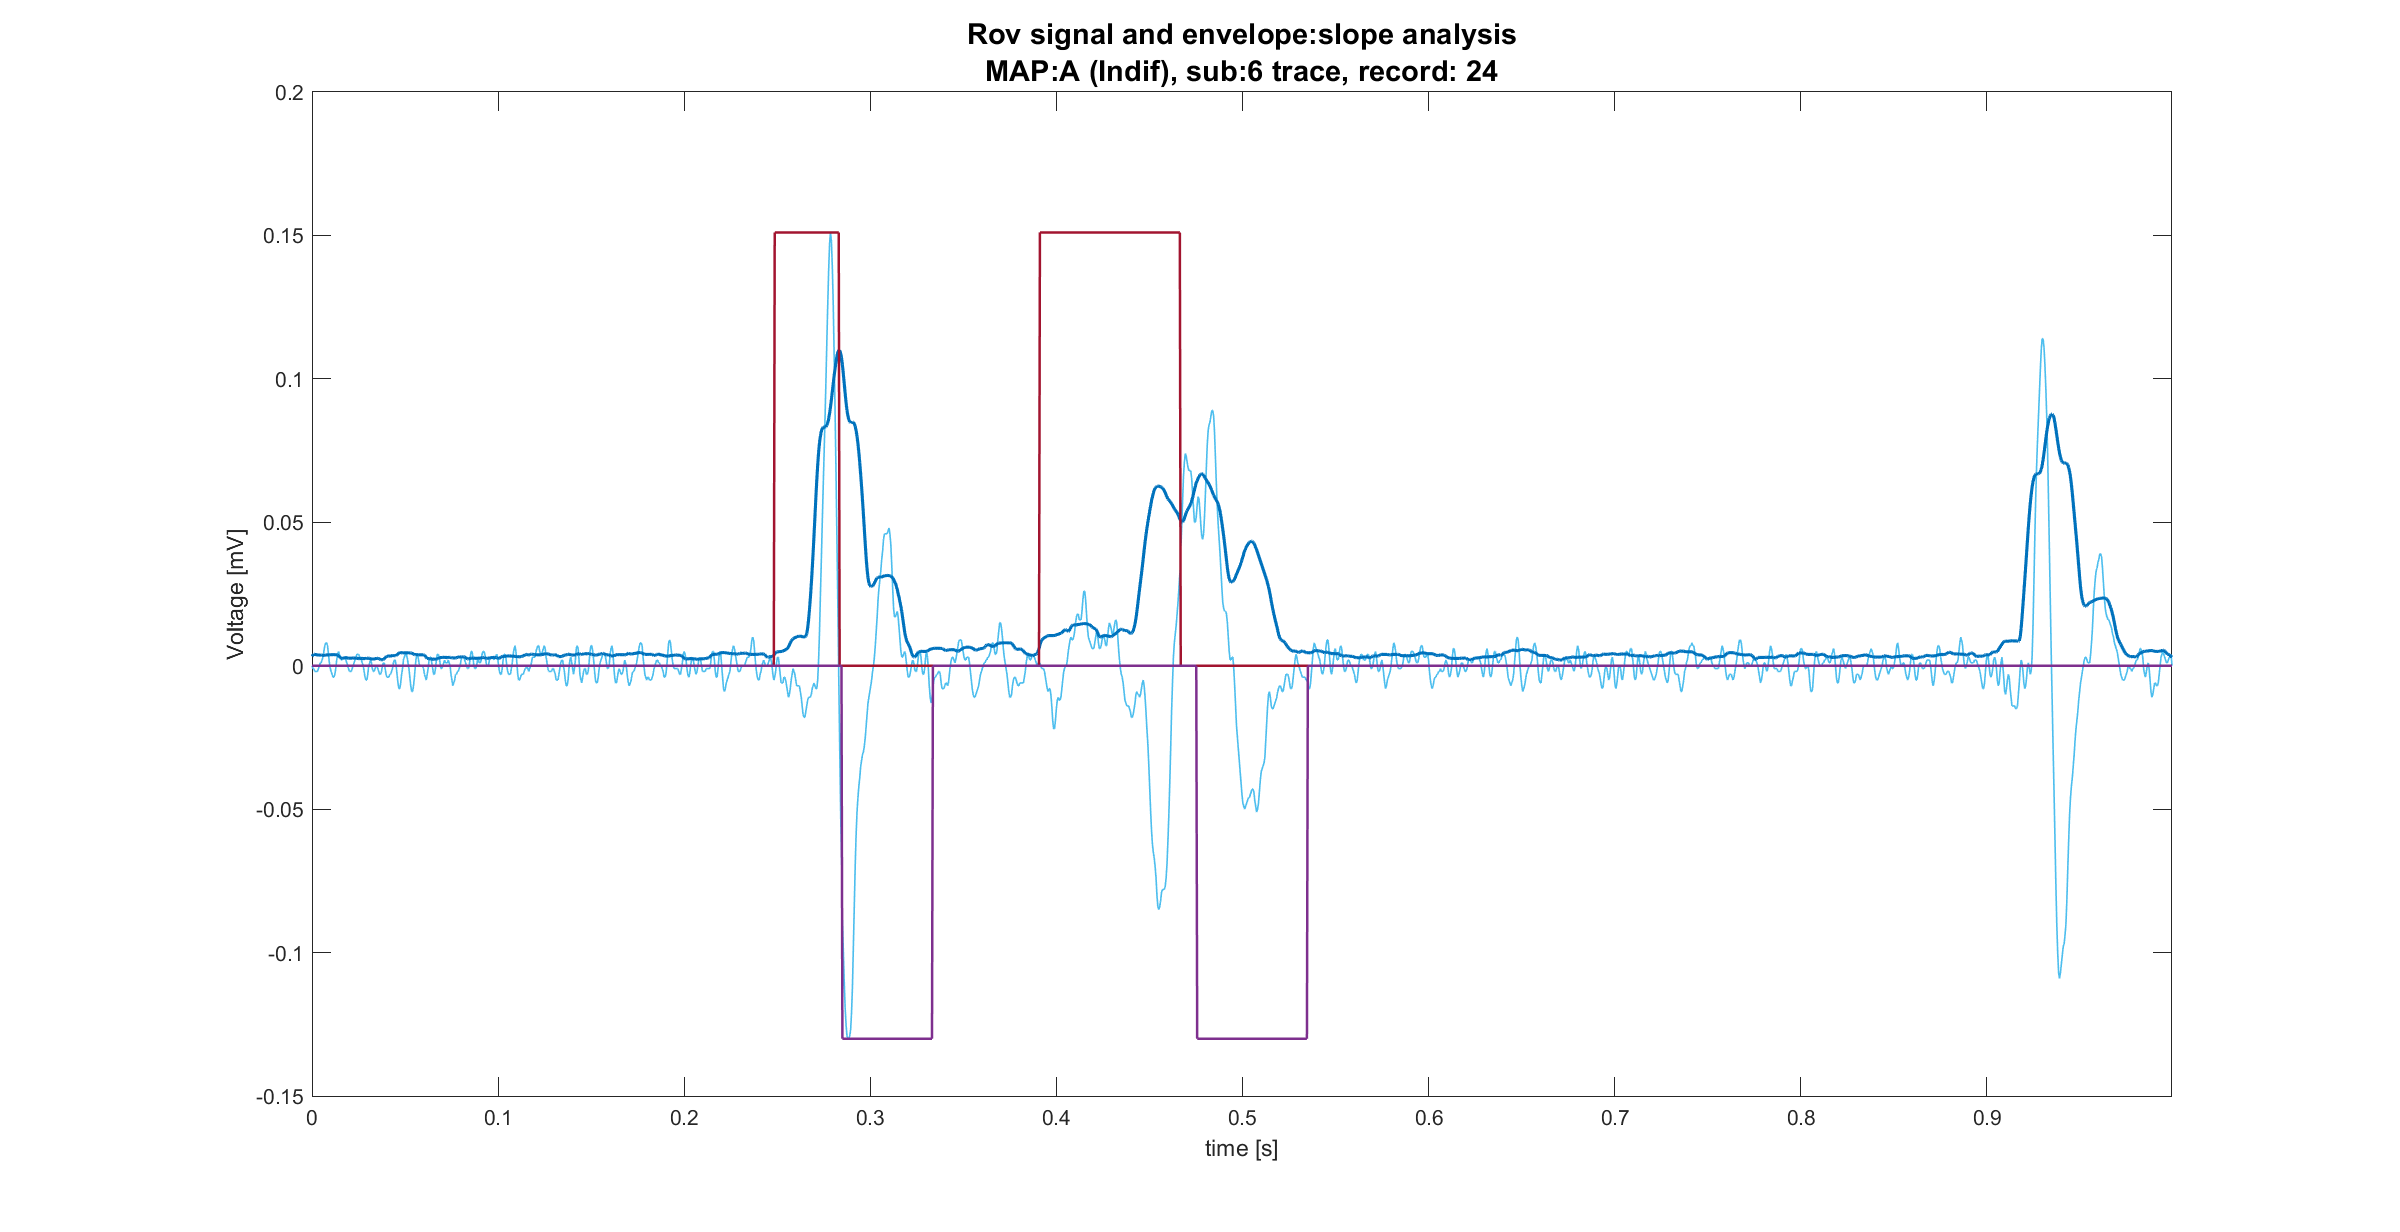 Rov signal and envelope:slope analysis
MAP:A (Indif), sub:6 trace, record: 24
0.2
0.15
0.1
0.05
0
-0.05
-0.1
-0.15
Voltage [mV]
0 0.1 0.2 0.3 0.4 0.5 0.6 0.7 0.8 0.9
time [s]